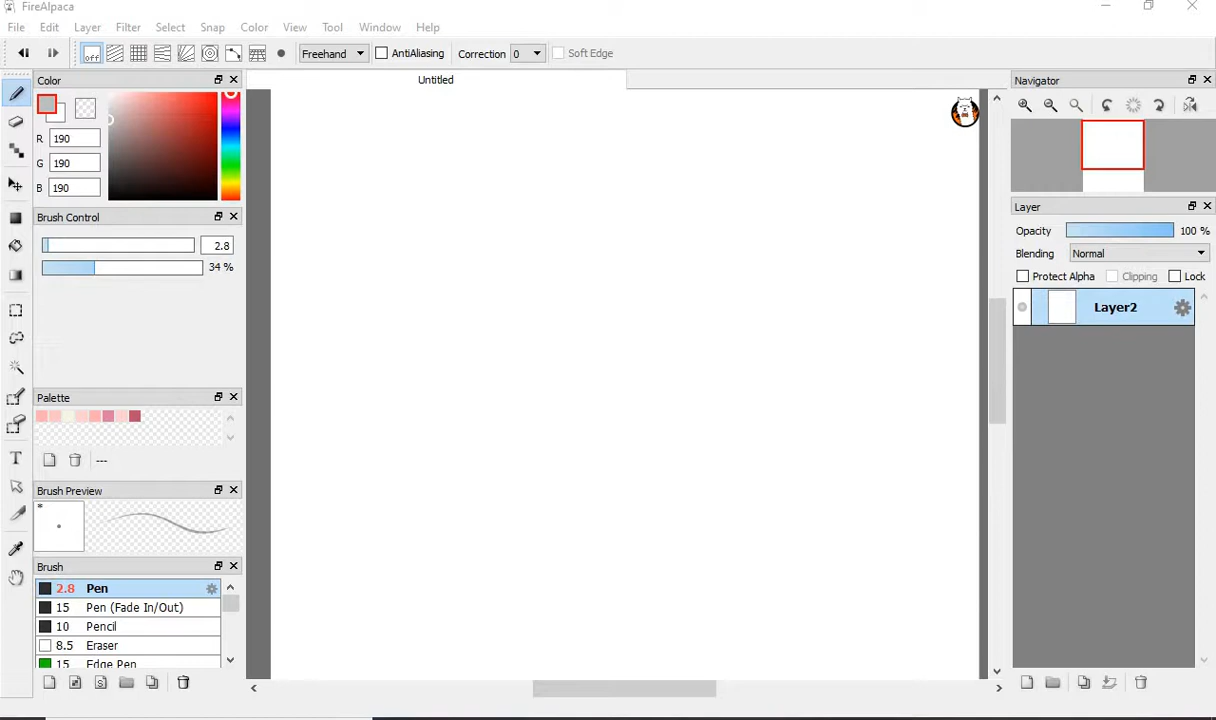 FireAlpaca
File Edit Layer Filter Select Snap Color View Tool Window Help
off Freehand AntiAliasing Correction 0 Soft Edge
Color
Untitled
Navigator
R 190
G 190
B 190
Brush Control
2.8
34 %
Layer
Opacity 100 %
Blending Normal
Protect Alpha Clipping Lock
Layer2
Palette
---
Brush Preview
*
Brush
2.8 Pen
15 Pen (Fade In/Out)
10 Pencil
8.5 Eraser
15 Edge Pen